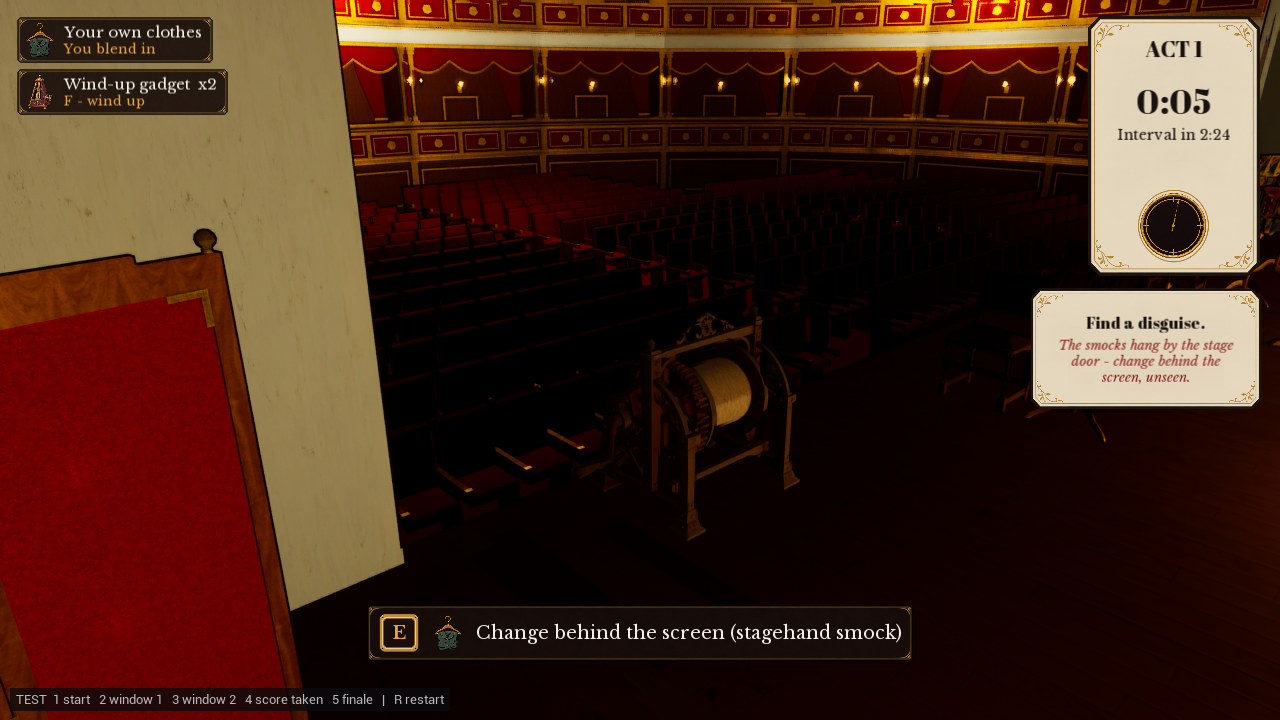 Your own clothes
You blend in
Wind-up gadget x2
F - wind up
ACT 1
0:05
Interval in 2:24
Find a disguise.
The smocks hang by the stage
door - change behind the
screen, unseen.
E Change behind the screen (stagehand smock)
TEST 1 start 2 window 1 3 window 2 4 score taken 5 finale | R restart